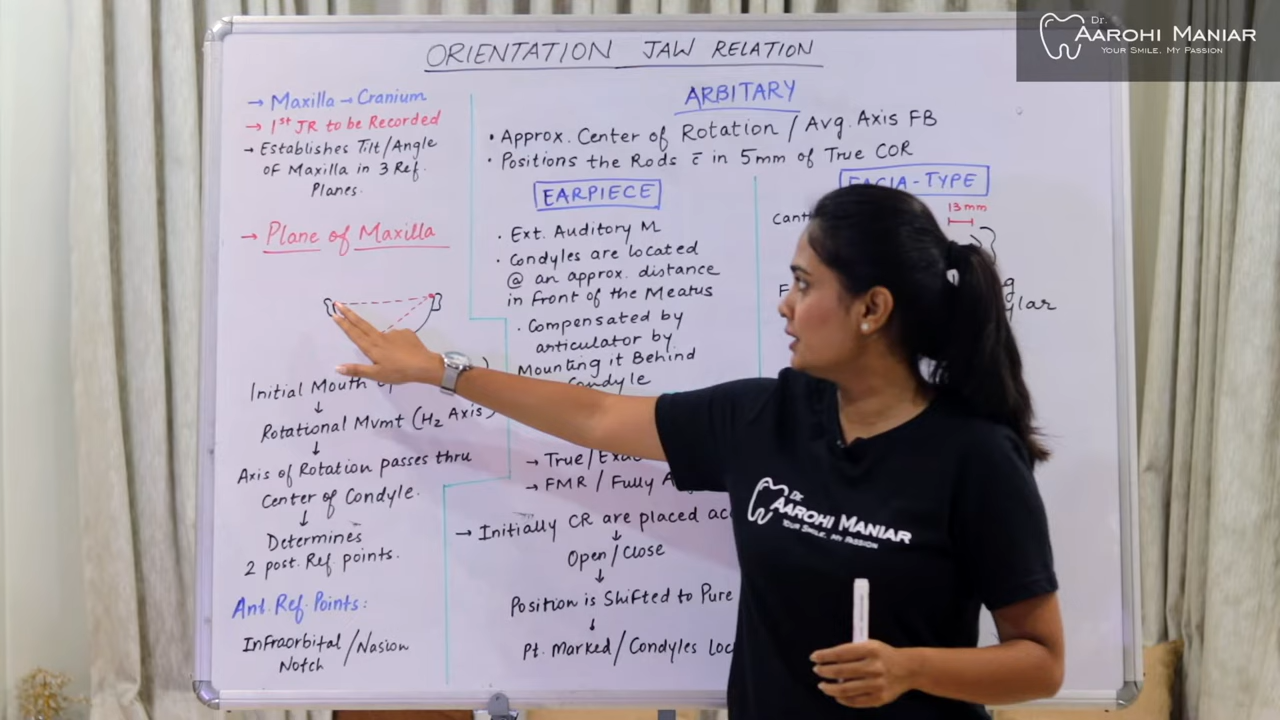 Dr.
AAROHI MANIAR
YOUR SMILE, MY PASSION
ORIENTATION JAW RELATION
→ Maxilla → Cranium
→ 1st JR to be Recorded
→ Establishes Tilt/Angle
of Maxilla in 3 Ref.
Planes.
→ Plane of Maxilla
Initial Mouth
↓
Rotational Mvmt (Hz Axis)
↓
Axis of Rotation passes thru
Center of Condyle.
↓
Determines
2 post. Ref points.
Ant. Ref. Points:
Infraorbital / Nasion
Notch
ARBITARY
• Approx. Center of Rotation / Avg. Axis FB
• Positions the Rods c̄ in 5mm of True COR
EARPIECE
• Ext. Auditory M
• Condyles are located
@ an approx. distance
in front of the Meatus
• Compensated by
articulator by
Mounting it Behind
Condyle
→ True/
→ FMR / Fully
→ Initially CR are placed
↓
Open/Close
↓
Position is Shifted to Pure
↓
Pt. Marked/Condyles
FACIA-TYPE
13mm
Dr.
AAROHI MANIAR
YOUR SMILE, MY PASSION